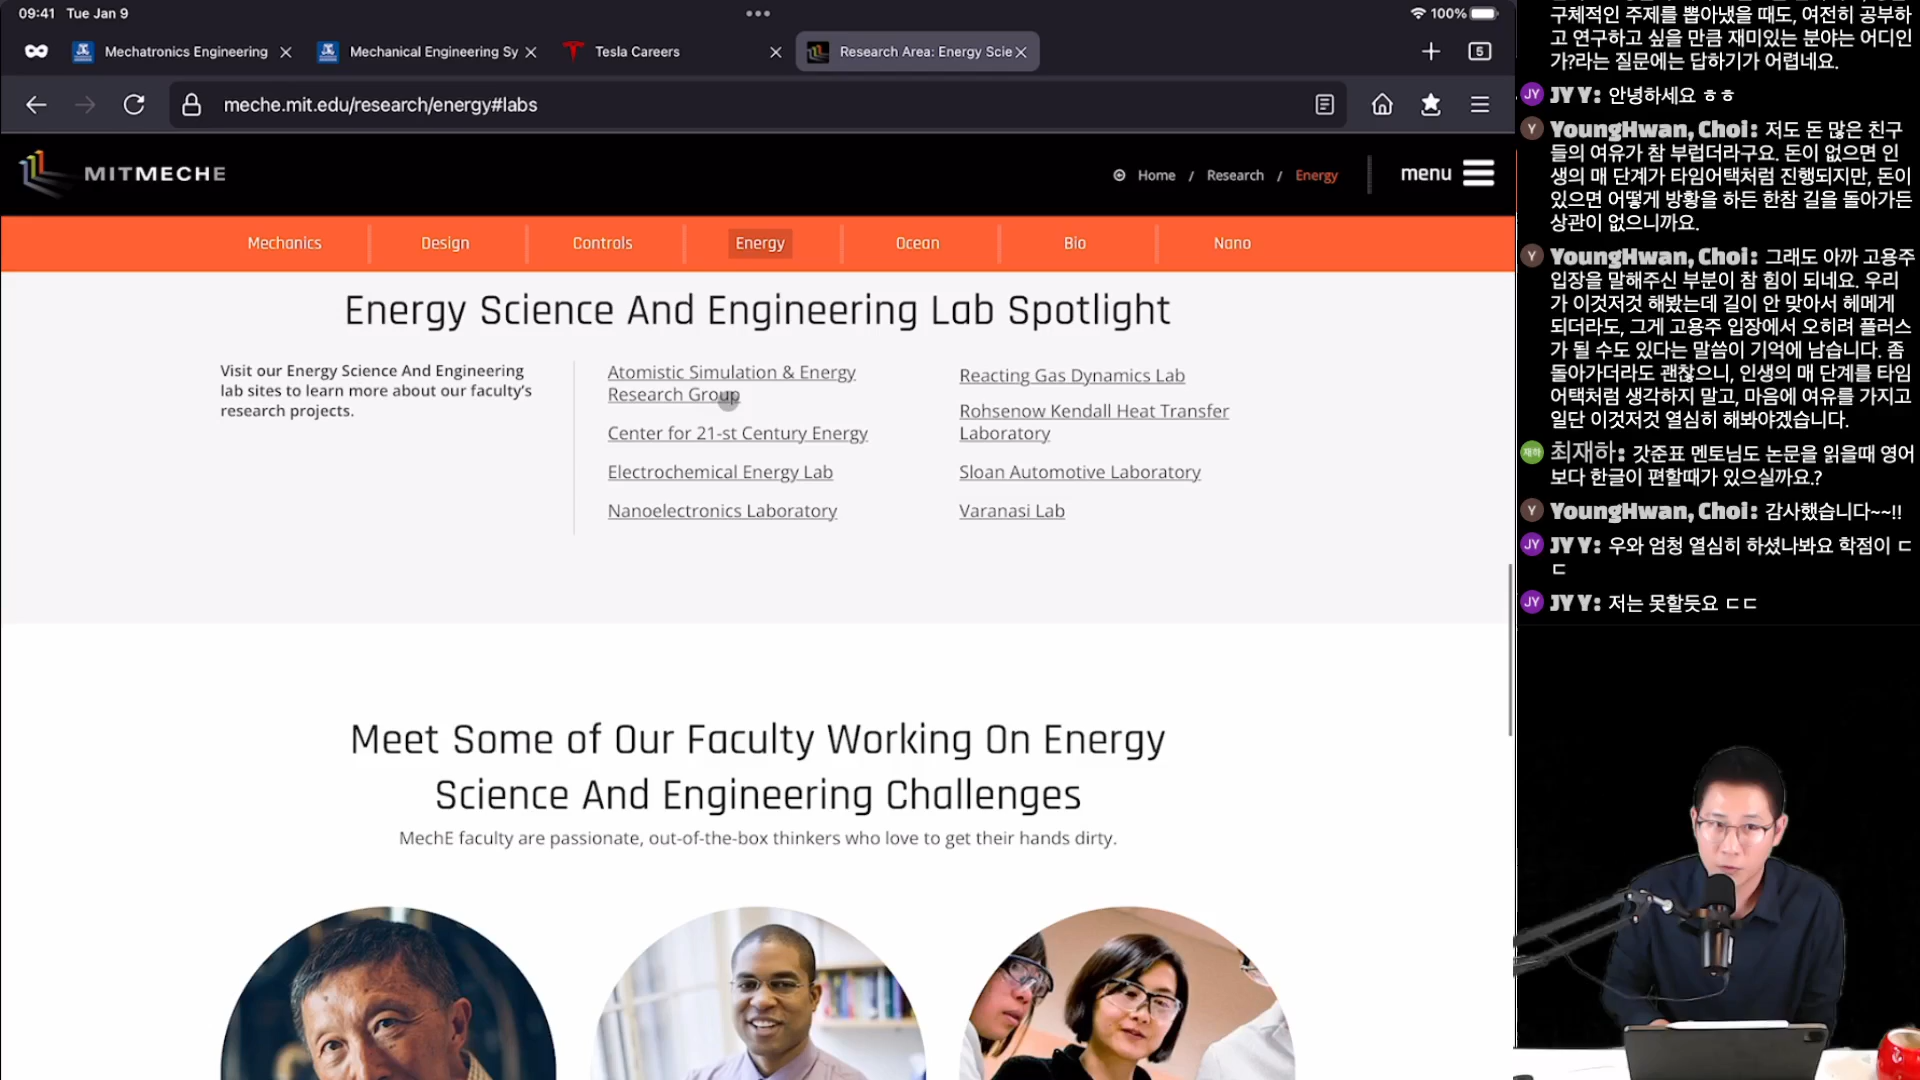 09:41 Tue Jan 9
100%
Mechatronics Engineering
Mechanical Engineering Sy
Tesla Careers
Research Area: Energy Scie
5
meche.mit.edu/research/energy#labs
MITMECHE
Home / Research / Energy
menu
Mechanics
Design
Controls
Energy
Ocean
Bio
Nano
Energy Science And Engineering Lab Spotlight
Visit our Energy Science And Engineering
lab sites to learn more about our faculty's
research projects.
Atomistic Simulation & Energy
Research Group
Center for 21-st Century Energy
Electrochemical Energy Lab
Nanoelectronics Laboratory
Reacting Gas Dynamics Lab
Rohsenow Kendall Heat Transfer
Laboratory
Sloan Automotive Laboratory
Varanasi Lab
Meet Some of Our Faculty Working On Energy
Science And Engineering Challenges
MechE faculty are passionate, out-of-the-box thinkers who love to get their hands dirty.
구체적인 주제를 뽑아냈을 때도, 여전히 공부하
고 연구하고 싶을 만큼 재미있는 분야는 어디인
가?라는 질문에는 답하기가 어렵네요.
JY JY Y: 안녕하세요 ㅎㅎ
Y YoungHwan, Choi: 저도 돈 많은 친구
들의 여유가 참 부럽더라구요. 돈이 없으면 인
생의 매 단계가 타임어택처럼 진행되지만, 돈이
있으면 어떻게 방황을 하든 한참 길을 돌아가든
상관이 없으니까요.
Y YoungHwan, Choi: 그래도 아까 고용주
입장을 말해주신 부분이 참 힘이 되네요. 우리
가 이것저것 해봤는데 길이 안 맞아서 헤메게
되더라도, 그게 고용주 입장에서 오히려 플러스
가 될 수도 있다는 말씀이 기억에 남습니다. 좀
돌아가더라도 괜찮으니, 인생의 매 단계를 타임
어택처럼 생각하지 말고, 마음에 여유를 가지고
일단 이것저것 열심히 해봐야겠습니다.
재하 최재하: 갓준표 멘토님도 논문을 읽을때 영어
보다 한글이 편할때가 있으실까요.?
Y YoungHwan, Choi: 감사했습니다~~!!
JY JY Y: 우와 엄청 열심히 하셨나봐요 학점이 ㄷ
ㄷ
JY JY Y: 저는 못할듯요 ㄷㄷ